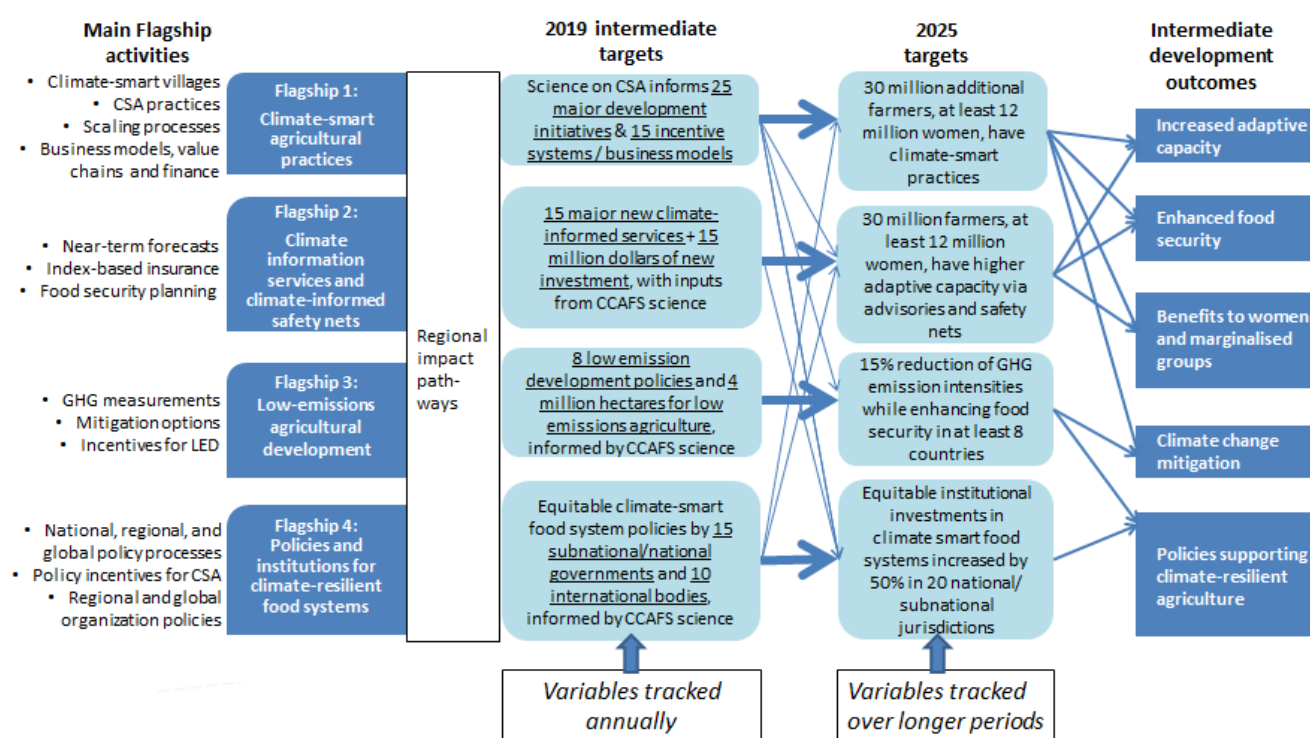 Main Flagship
activities
• Climate-smart villages
• CSA practices
• Scaling processes
• Business models, value
chains and finance
• Near-term forecasts
• Index-based insurance
• Food security planning
• GHG measurements
• Mitigation options
• Incentives for LED
• National, regional, and
global policy processes
• Policy incentives for CSA
• Regional and global
organization policies
Flagship 1:
Climate-smart
agricultural
practices
Flagship 2:
Climate
information
services and
climate-informed
safety nets
Flagship 3:
Low-emissions
agricultural
development
Flagship 4:
Policies and
institutions for
climate-resilient
food systems
Regional
impact
path-
ways
2019 intermediate
targets
Science on CSA informs 25
major development
initiatives & 15 incentive
systems / business models
15 major new climate-
informed services + 15
million dollars of new
investment, with inputs
from CCAFS science
8 low emission
development policies and 4
million hectares for low
emissions agriculture,
informed by CCAFS science
Equitable climate-smart
food system policies by 15
subnational/national
governments and 10
international bodies,
informed by CCAFS science
Variables tracked
annually
2025
targets
30 million additional
farmers, at least 12
million women, have
climate-smart
practices
30 million farmers, at
least 12 million
women, have higher
adaptive capacity via
advisories and safety
nets
15% reduction of GHG
emission intensities
while enhancing food
security in at least 8
countries
Equitable institutional
investments in
climate smart food
systems increased by
50% in 20 national/
subnational
jurisdictions
Variables tracked
over longer periods
Intermediate
development
outcomes
Increased adaptive
capacity
Enhanced food
security
Benefits to women
and marginalised
groups
Climate change
mitigation
Policies supporting
climate-resilient
agriculture